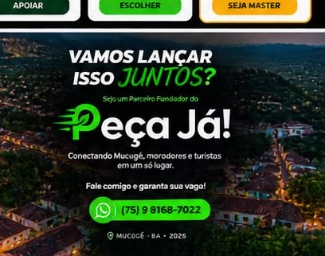 APOIAR
ESCOLHER
SEJA MASTER
VAMOS LANÇAR
ISSO JUNTOS?
Seja um Parceiro Fundador do
Peça Já!
Conectando Mucugê, moradores e turistas
em um só lugar.
Fale comigo e garanta sua vaga!
(75) 9 8168-7022
MUCUGÊ - BA • 2025